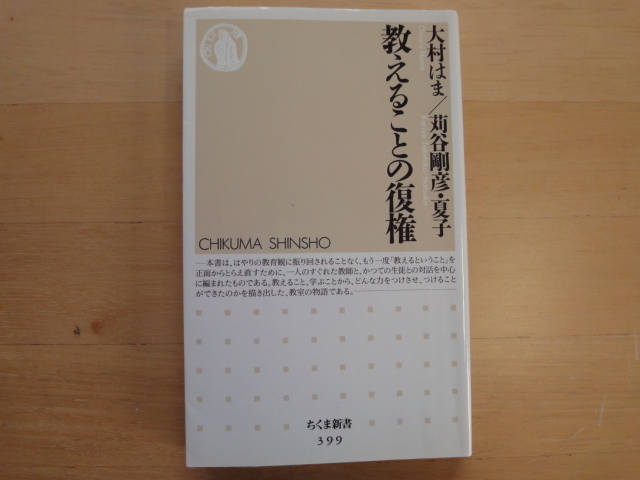 大村はま／苅谷剛彦・夏子
教えることの復権
CHIKUMA SHINSHO
―本書は、はやりの教育観に振り回されることなく、もう一度「教えるということ」を
正面からとらえ直すために、一人のすぐれた教師と、かつての生徒との対話を中心
に編まれたものである。教えること、学ぶことから、どんな力をつけさせ、つけること
ができたのかを描き出した、教室の物語である。
ちくま新書
399